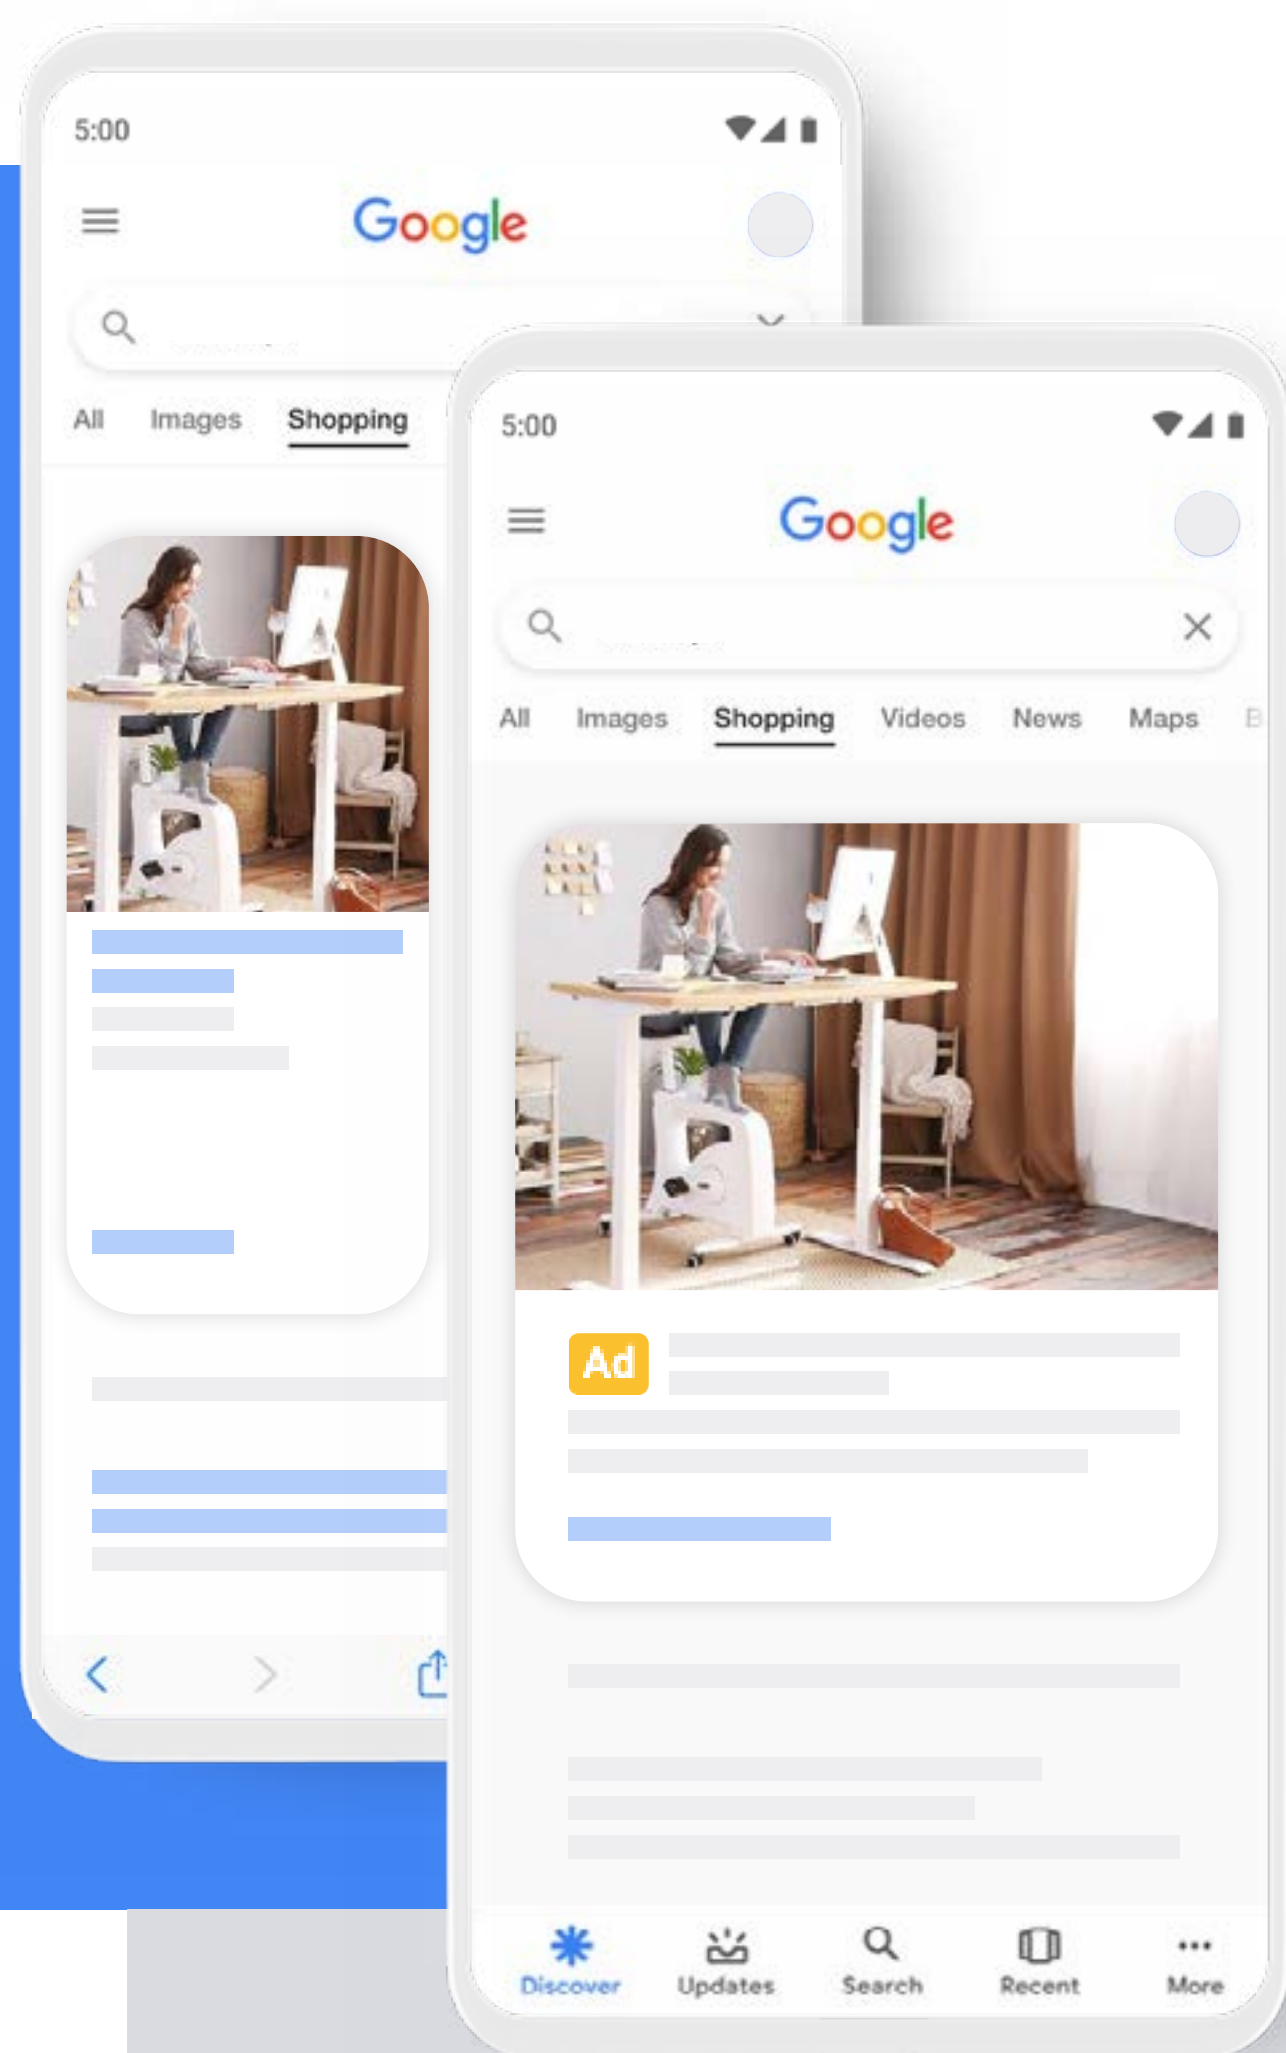 5:00
Google
All Images Shopping
5:00
Google
All Images Shopping Videos News Maps B
Ad
Discover Updates Search Recent More